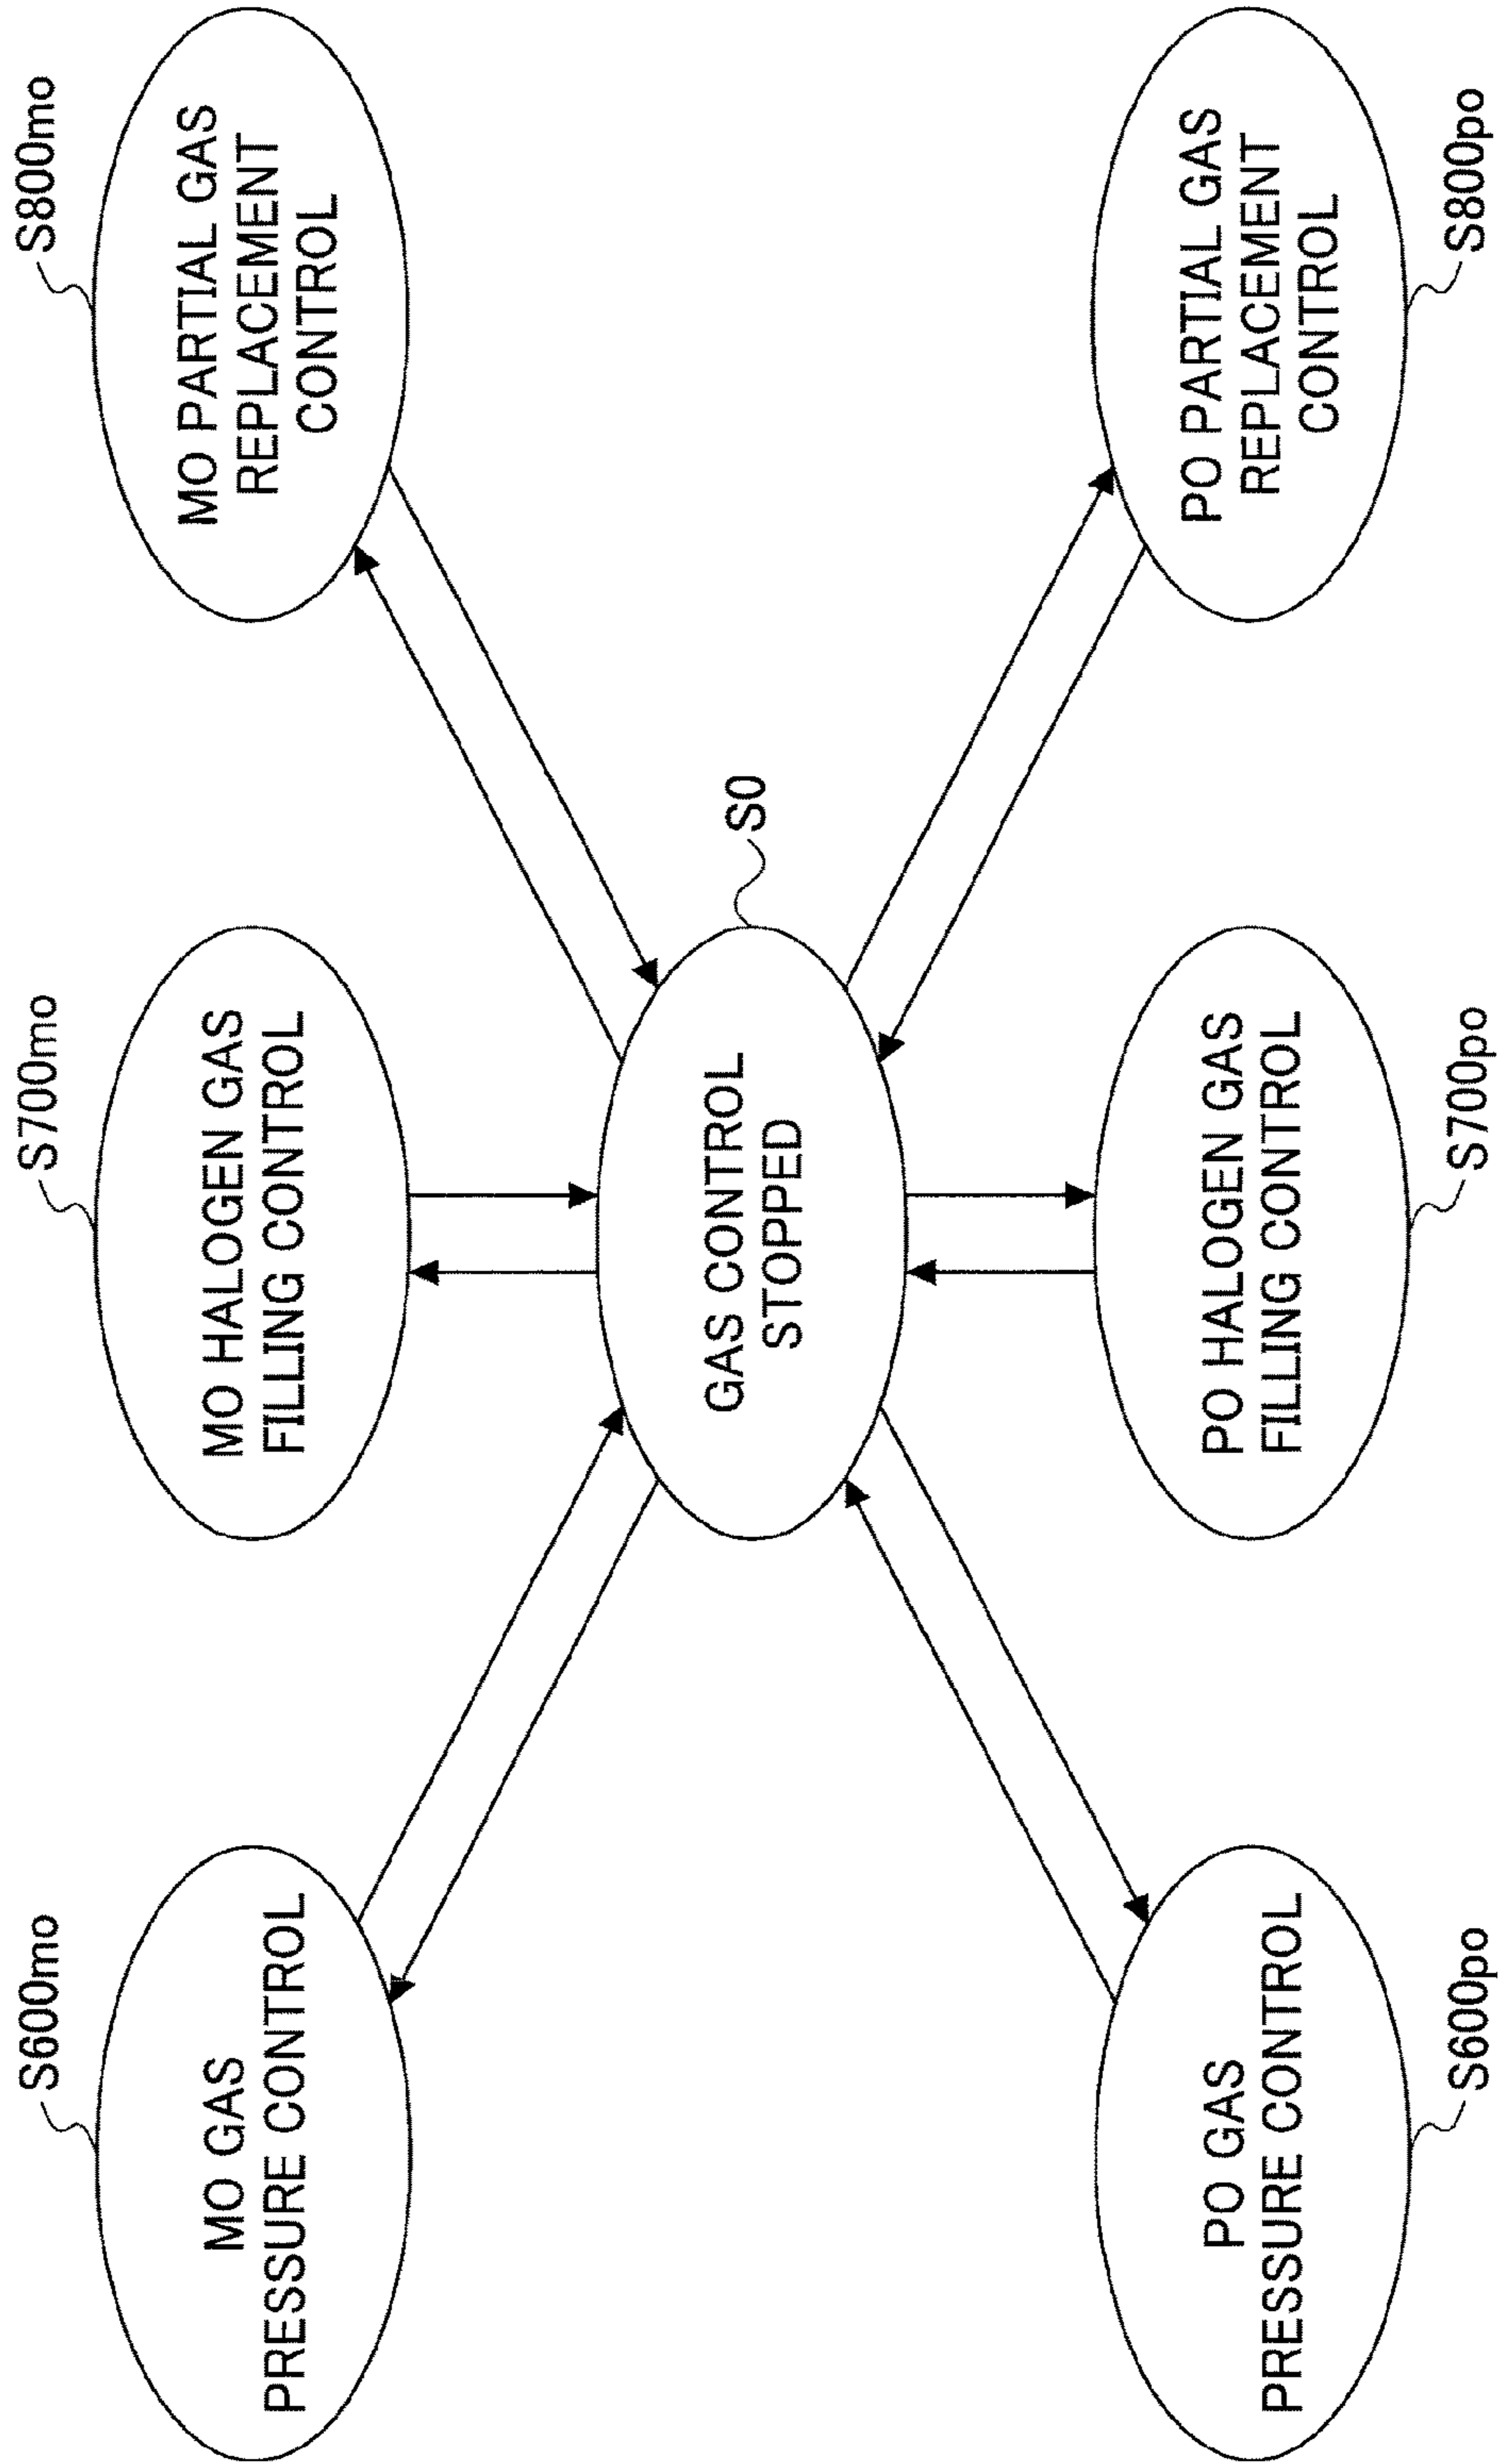 S600mo
MO GAS
PRESSURE CONTROL
S700mo
MO HALOGEN GAS
FILLING CONTROL
S800mo
MO PARTIAL GAS
REPLACEMENT
CONTROL
S0
GAS CONTROL
STOPPED
PO GAS
PRESSURE CONTROL
S600po
PO HALOGEN GAS
FILLING CONTROL
S700po
PO PARTIAL GAS
REPLACEMENT
CONTROL
S800po